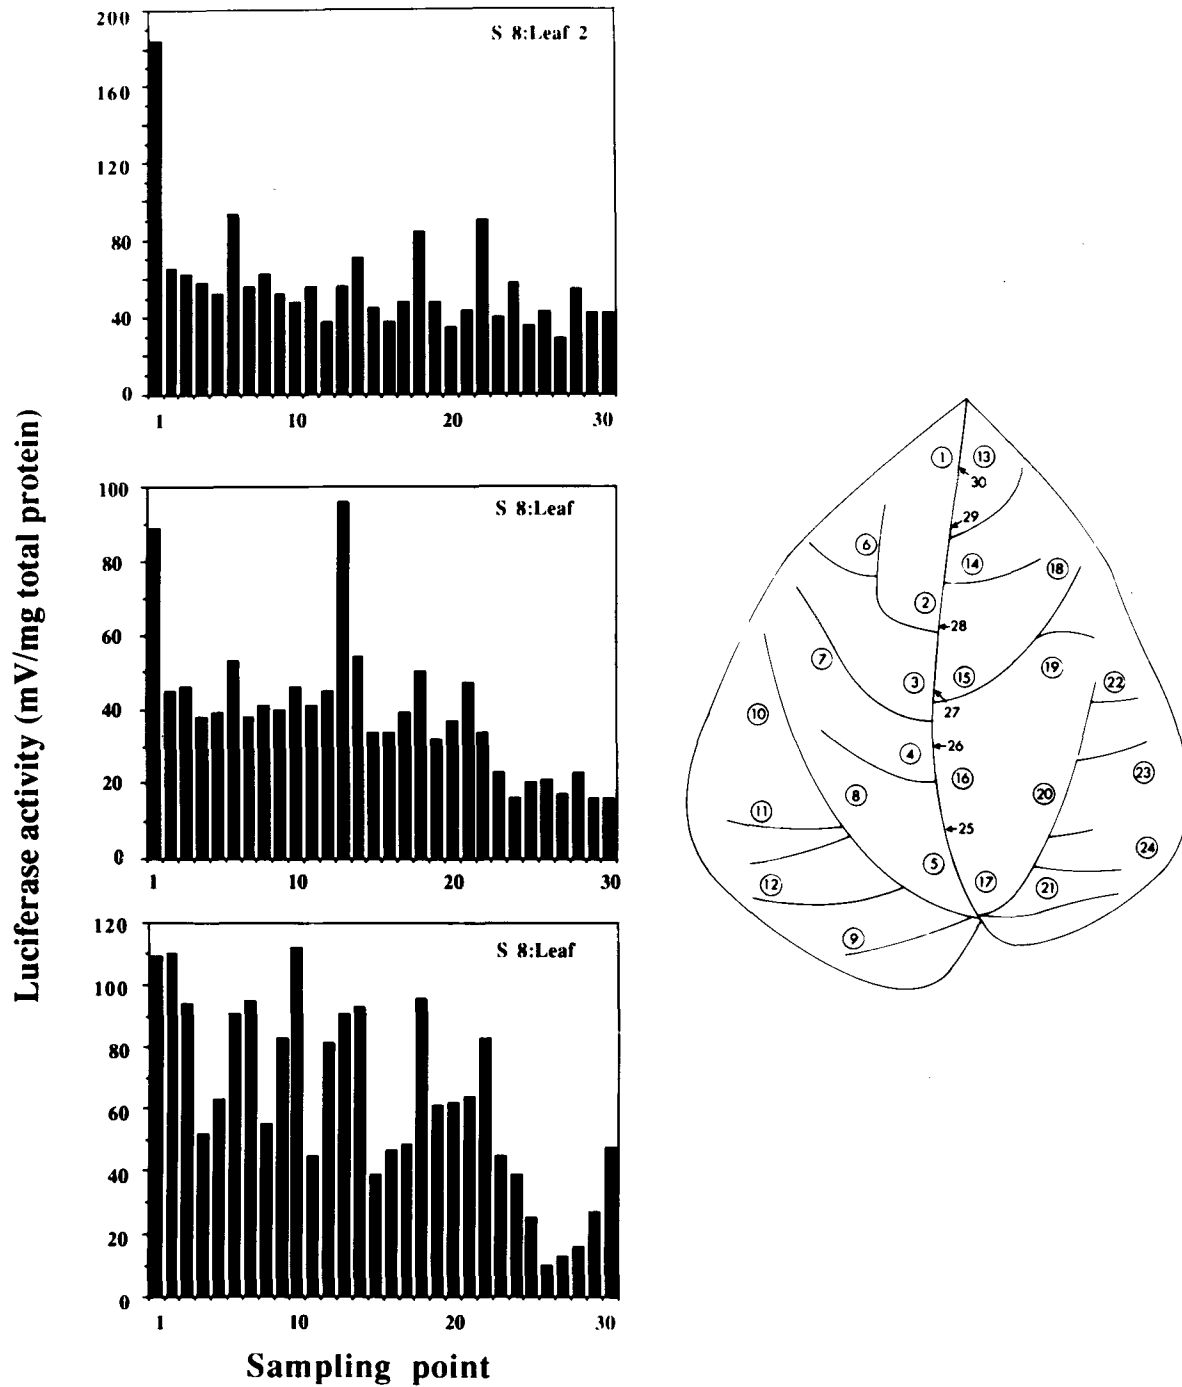 Luciferase activity (mV/mg total protein)
S 8:Leaf 2
200
160
120
80
40
0
1 10 20 30
S 8:Leaf
100
80
60
40
20
0
1 10 20 30
S 8:Leaf
120
100
80
60
40
20
0
1 10 20 30
Sampling point
1 13
30
29
6 14 18
2 28
7 3 15 19 22
27
10 4 26
16 23
8 20
11 25
5 24
12 17 21
9